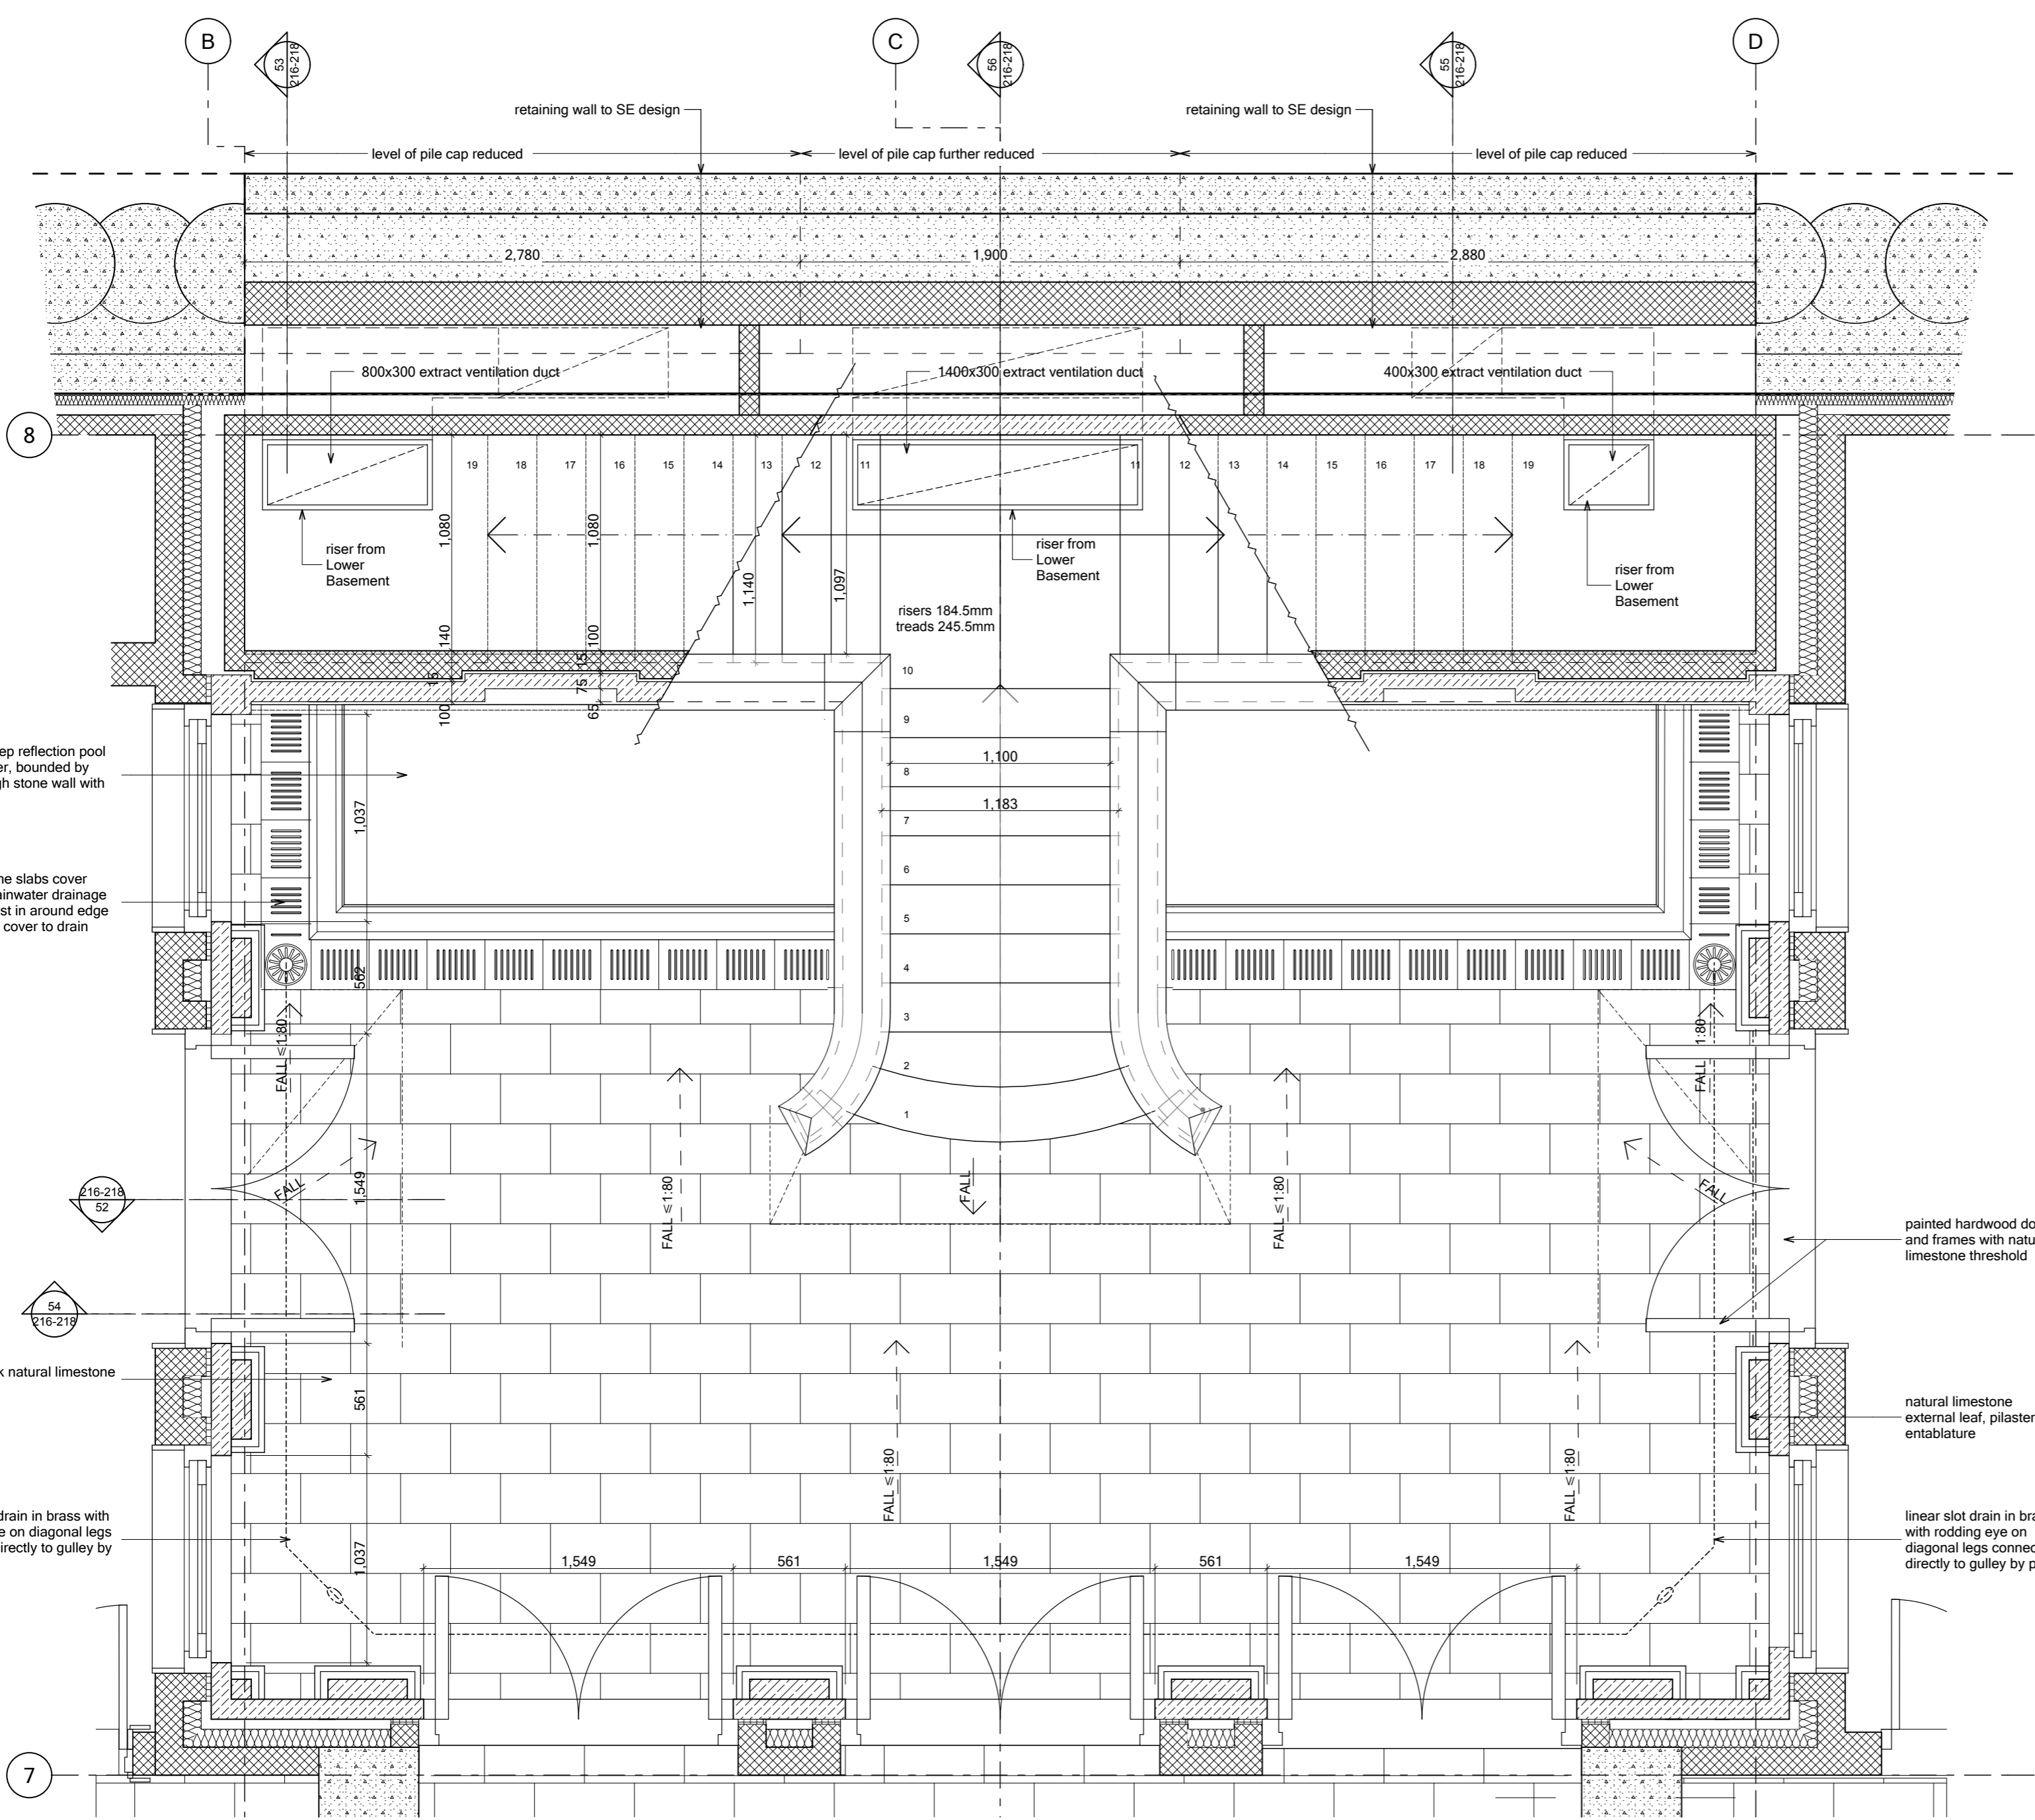 B
C
D
53
216-218
56
216-218
55
216-218
retaining wall to SE design
retaining wall to SE design
level of pile cap reduced
level of pile cap further reduced
level of pile cap reduced
2,780
1,900
2,880
800x300 extract ventilation duct
1400x300 extract ventilation duct
400x300 extract ventilation duct
8
19
18
17
16
15
14
13
12
11
11
12
13
14
15
16
17
18
19
1,080
1,080
1,140
1,097
riser from
Lower
Basement
riser from
Lower
Basement
riser from
Lower
Basement
risers 184.5mm
treads 245.5mm
140
100
15
15
75
100
65
10
9
8
7
6
5
4
3
2
1
1,100
1,183
ep reflection pool
er, bounded by
gh stone wall with
1,037
ne slabs cover
ainwater drainage
st in around edge
cover to drain
562
FALL ≤1:80
FALL ≤1:80
FALL
1,549
FALL ≤1:80
FALL
FALL ≤1:80
FALL
216-218
52
54
216-218
painted hardwood do
and frames with natu
limestone threshold
k natural limestone
561
natural limestone
external leaf, pilaster
entablature
FALL ≤1:80
FALL ≤1:80
drain in brass with
e on diagonal legs
irectly to gulley by
1,037
linear slot drain in bra
with rodding eye on
diagonal legs connec
directly to gulley by p
1,549
561
1,549
561
1,549
7